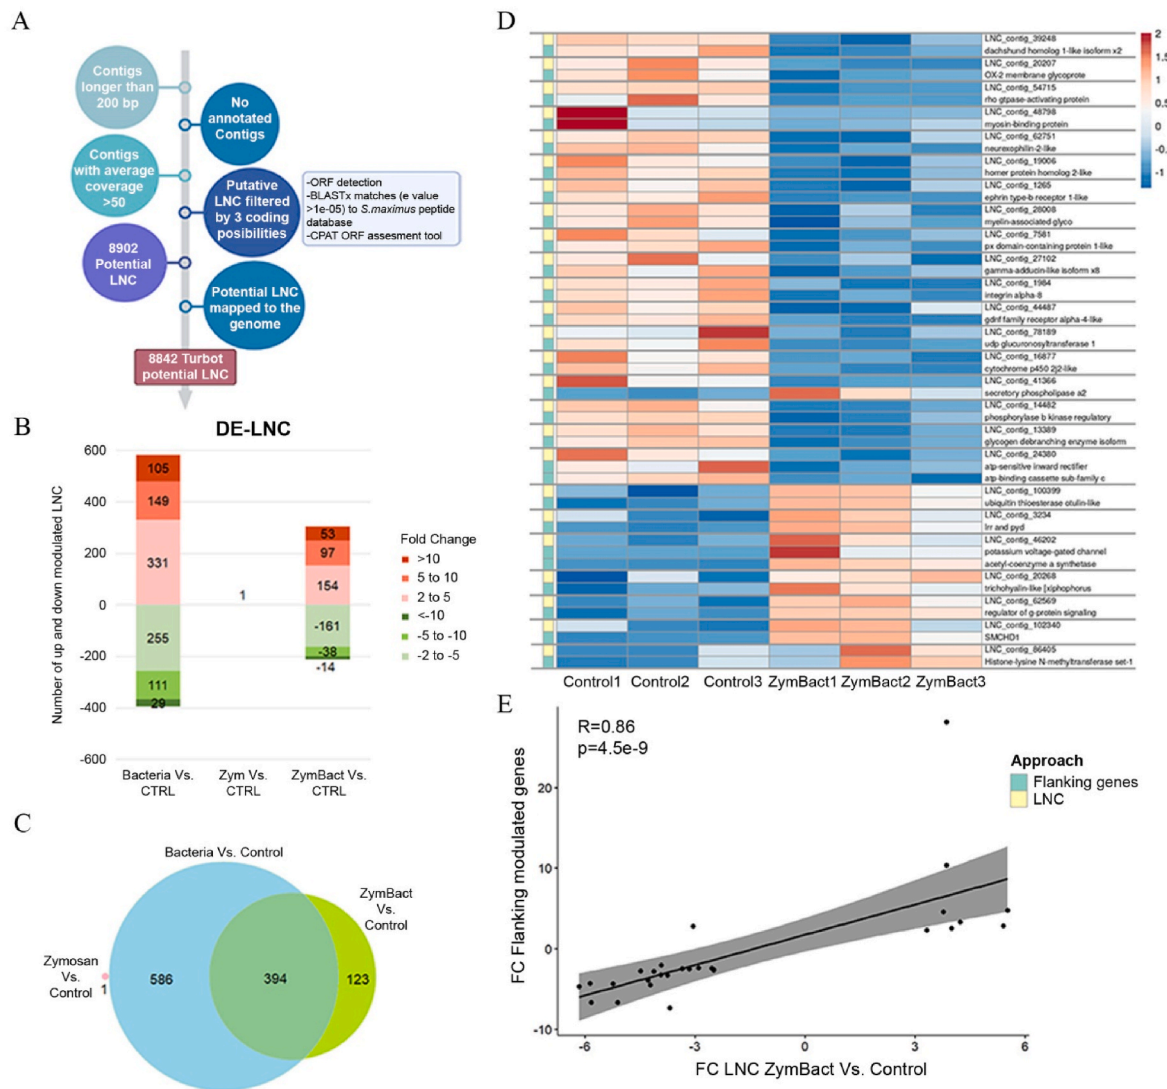 A
Contigs
longer than
200 bp
No
annotated
Contigs
Contigs
with average
coverage
>50
Putative
LNC filtered
by 3 coding
posibilities
-ORF detection
-BLASTx matches (e value
>1e-05) to S.maximus peptide
database
-CPAT ORF assesment tool
8902
Potential
LNC
Potential LNC
mapped to the
genome
8842 Turbot
potential LNC
B
DE-LNC
Number of up and down modulated LNC
600
400
200
0
-200
-400
-600
105
149
331
255
111
29
1
53
97
154
-161
-38
-14
Bacteria Vs.
CTRL
Zym Vs.
CTRL
ZymBact Vs.
CTRL
Fold Change
>10
5 to 10
2 to 5
<-10
-5 to -10
-2 to -5
C
Bacteria Vs. Control
ZymBact
Vs.
Control
Zymosan
Vs.
Control
1
586
394
123
D
LNC_contig_39248
dachshund homolog 1-like isoform x2
LNC_contig_20207
OX-2 membrane glycoprote
LNC_contig_54715
rho gtpase-activating protein
LNC_contig_48798
myosin-binding protein
LNC_contig_62751
neurexophilin-2-like
LNC_contig_19006
homer protein homolog 2-like
LNC_contig_1265
ephrin type-b receptor 1-like
LNC_contig_28008
myelin-associated glyco
LNC_contig_7581
px domain-containing protein 1-like
LNC_contig_27102
gamma-adducin-like isoform x8
LNC_contig_1984
integrin alpha-8
LNC_contig_44487
gdnf family receptor alpha-4-like
LNC_contig_78189
udp glucuronosyltransferase 1
LNC_contig_16877
cytochrome p450 2j2-like
LNC_contig_41366
secretory phospholipase a2
LNC_contig_14482
phosphorylase b kinase regulatory
LNC_contig_13389
glycogen debranching enzyme isoform
LNC_contig_24380
atp-sensitive inward rectifier
atp-binding cassette sub-family c
LNC_contig_100399
ubiquitin thioesterase otulin-like
LNC_contig_3234
lrr and pyd
LNC_contig_46202
potassium voltage-gated channel
acetyl-coenzyme a synthetase
LNC_contig_20268
trichohyalin-like [xiphophorus
LNC_contig_62569
regulator of g-protein signaling
LNC_contig_102340
SMCHD1
LNC_contig_86405
Histone-lysine N-methyltransferase set-1
2
1.5
1
0.5
0
-0.5
-1
Control1 Control2 Control3 ZymBact1 ZymBact2 ZymBact3
E
R=0.86
p=4.5e-9
FC Flanking modulated genes
20
10
0
-10
-6
-3
0
3
6
FC LNC ZymBact Vs. Control
Approach
Flanking genes
LNC